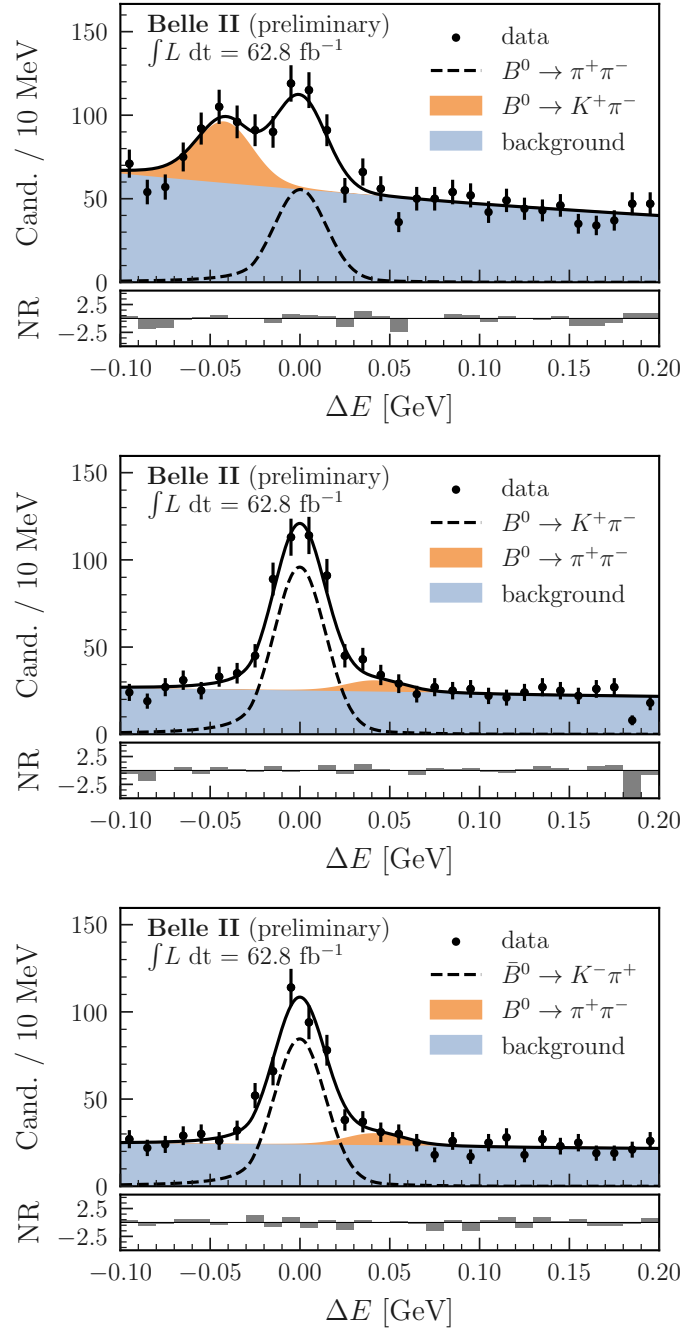 Belle II (preliminary)
∫L dt = 62.8 fb⁻¹
data
B⁰ → π⁺π⁻
B⁰ → K⁺π⁻
background
Cand. / 10 MeV
150
100
50
0
NR
2.5
−2.5
−0.10 −0.05 0.00 0.05 0.10 0.15 0.20
ΔE [GeV]
Belle II (preliminary)
∫L dt = 62.8 fb⁻¹
data
B⁰ → K⁺π⁻
B⁰ → π⁺π⁻
background
Cand. / 10 MeV
150
100
50
0
NR
2.5
−2.5
−0.10 −0.05 0.00 0.05 0.10 0.15 0.20
ΔE [GeV]
Belle II (preliminary)
∫L dt = 62.8 fb⁻¹
data
B̄⁰ → K⁻π⁺
B⁰ → π⁺π⁻
background
Cand. / 10 MeV
150
100
50
0
NR
2.5
−2.5
−0.10 −0.05 0.00 0.05 0.10 0.15 0.20
ΔE [GeV]